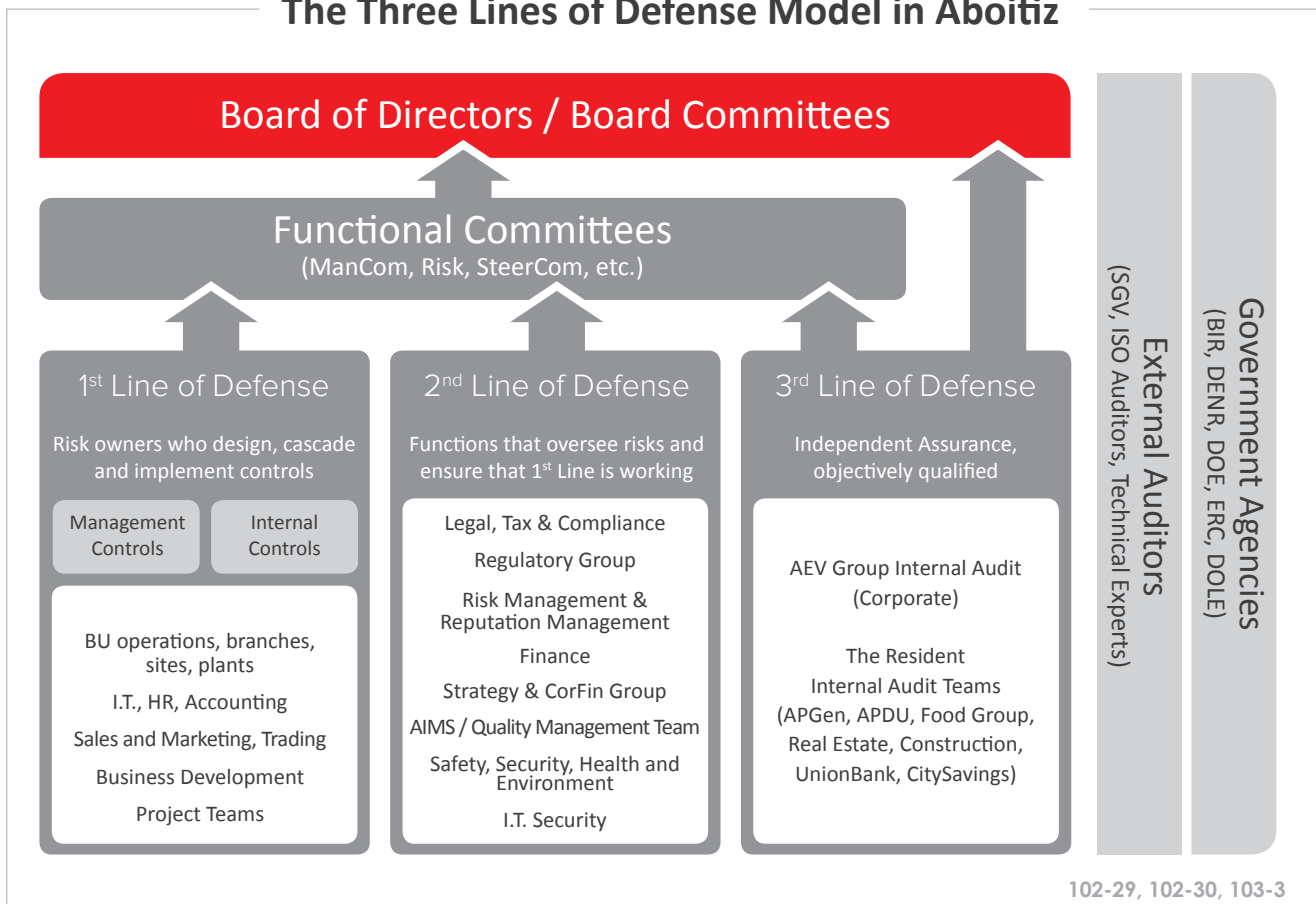 The Three Lines of Defense Model in Aboitiz
Board of Directors / Board Committees
Functional Committees
(ManCom, Risk, SteerCom, etc.)
1st Line of Defense
Risk owners who design, cascade
and implement controls
Management
Controls
Internal
Controls
BU operations, branches,
sites, plants
I.T., HR, Accounting
Sales and Marketing, Trading
Business Development
Project Teams
2nd Line of Defense
Functions that oversee risks and
ensure that 1st Line is working
Legal, Tax & Compliance
Regulatory Group
Risk Management &
Reputation Management
Finance
Strategy & CorFin Group
AIMS / Quality Management Team
Safety, Security, Health and
Environment
I.T. Security
3rd Line of Defense
Independent Assurance,
objectively qualified
AEV Group Internal Audit
(Corporate)
The Resident
Internal Audit Teams
(APGen, APDU, Food Group,
Real Estate, Construction,
UnionBank, CitySavings)
External Auditors
(SGV, ISO Auditors, Technical Experts)
Government Agencies
(BIR, DENR, DOE, ERC, DOLE)
102-29, 102-30, 103-3